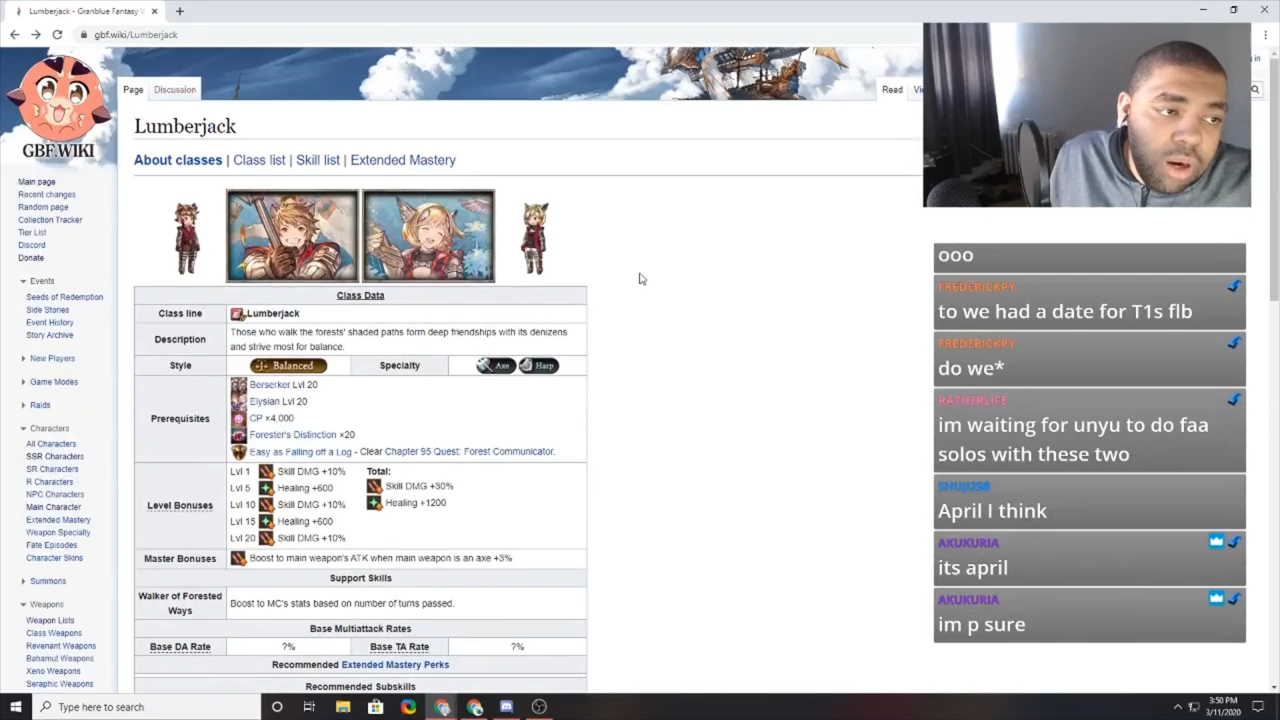 Lumberjack - Granblue Fantasy W
gbf.wiki/Lumberjack
GBF.WIKI
Page
Discussion
Read
Lumberjack
About classes | Class list | Skill list | Extended Mastery
Main page
Recent changes
Random page
Collection Tracker
Tier List
Discord
Donate
Events
Seeds of Redemption
Side Stories
Event History
Story Archive
New Players
Game Modes
Raids
Characters
All Characters
SSR Characters
SR Characters
R Characters
NPC Characters
Main Character
Extended Mastery
Weapon Specialty
Fate Episodes
Character Skins
Summons
Weapons
Weapon Lists
Class Weapons
Revenant Weapons
Bahamut Weapons
Xeno Weapons
Seraphic Weapons
Class Data
Class line Lumberjack
Description Those who walk the forests' shaded paths form deep friendships with its denizens
and strive most for balance.
Style Balanced Specialty Axe Harp
Prerequisites
Berserker Lvl 20
Elysian Lvl 20
CP ×4,000
Forester's Distinction ×20
Easy as Falling off a Log - Clear Chapter 95 Quest: Forest Communicator.
Level Bonuses
Lvl 1 Skill DMG +10% Total:
Lvl 5 Healing +600 Skill DMG +30%
Lvl 10 Skill DMG +10% Healing +1200
Lvl 15 Healing +600
Lvl 20 Skill DMG +10%
Master Bonuses Boost to main weapon's ATK when main weapon is an axe +3%
Support Skills
Walker of Forested
Ways
Boost to MC's stats based on number of turns passed.
Base Multiattack Rates
Base DA Rate ?% Base TA Rate ?%
Recommended Extended Mastery Perks
Recommended Subskills
ooo
FREDERICKPY
to we had a date for T1s flb
FREDERICKPY
do we*
RATHERLIFE
im waiting for unyu to do faa
solos with these two
SHUJI298
April I think
AKUKURIA
its april
AKUKURIA
im p sure
Type here to search
3:50 PM
3/11/2020